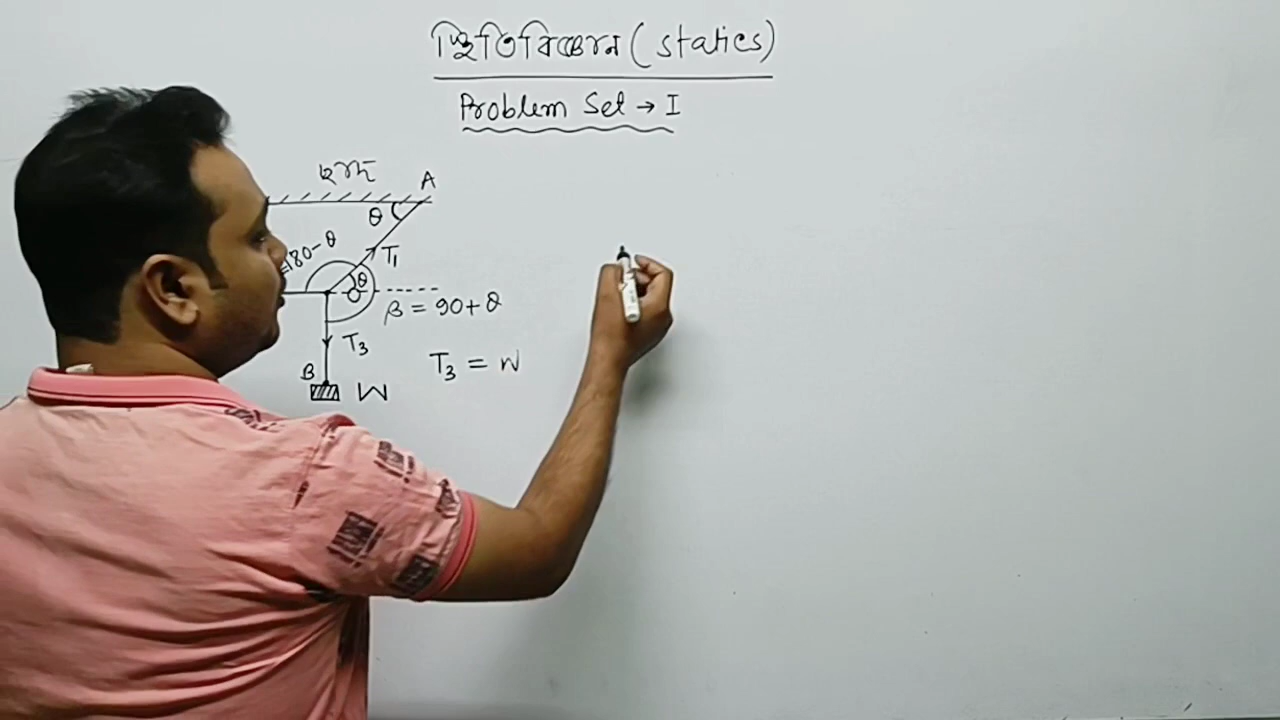 স্থিতিবিজ্ঞান (statics)
Problem Set → I
ছাদ
A
θ
180-θ
T₁
θ
β = 90+θ
T₃
T₃ = W
B
W